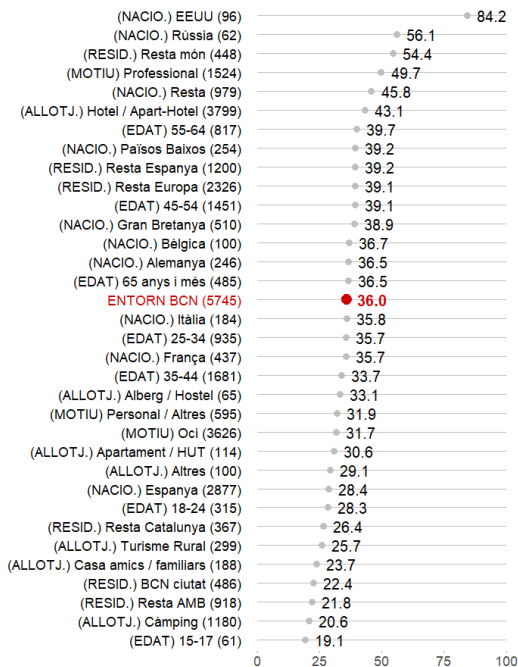 (NACIO.) EEUU (96) 84.2
(NACIO.) Rússia (62) 56.1
(RESID.) Resta món (448) 54.4
(MOTIU) Professional (1524) 49.7
(NACIO.) Resta (979) 45.8
(ALLOTJ.) Hotel / Apart-Hotel (3799) 43.1
(EDAT) 55-64 (817) 39.7
(NACIO.) Països Baixos (254) 39.2
(RESID.) Resta Espanya (1200) 39.2
(RESID.) Resta Europa (2326) 39.1
(EDAT) 45-54 (1451) 39.1
(NACIO.) Gran Bretanya (510) 38.9
(NACIO.) Bèlgica (100) 36.7
(NACIO.) Alemanya (246) 36.5
(EDAT) 65 anys i més (485) 36.5
ENTORN BCN (5745) 36.0
(NACIO.) Itàlia (184) 35.8
(EDAT) 25-34 (935) 35.7
(NACIO.) França (437) 35.7
(EDAT) 35-44 (1681) 33.7
(ALLOTJ.) Alberg / Hostel (65) 33.1
(MOTIU) Personal / Altres (595) 31.9
(MOTIU) Oci (3626) 31.7
(ALLOTJ.) Apartament / HUT (114) 30.6
(ALLOTJ.) Altres (100) 29.1
(NACIO.) Espanya (2877) 28.4
(EDAT) 18-24 (315) 28.3
(RESID.) Resta Catalunya (367) 26.4
(ALLOTJ.) Turisme Rural (299) 25.7
(ALLOTJ.) Casa amics / familiars (188) 23.7
(RESID.) BCN ciutat (486) 22.4
(RESID.) Resta AMB (918) 21.8
(ALLOTJ.) Càmping (1180) 20.6
(EDAT) 15-17 (61) 19.1
0 25 50 75 100